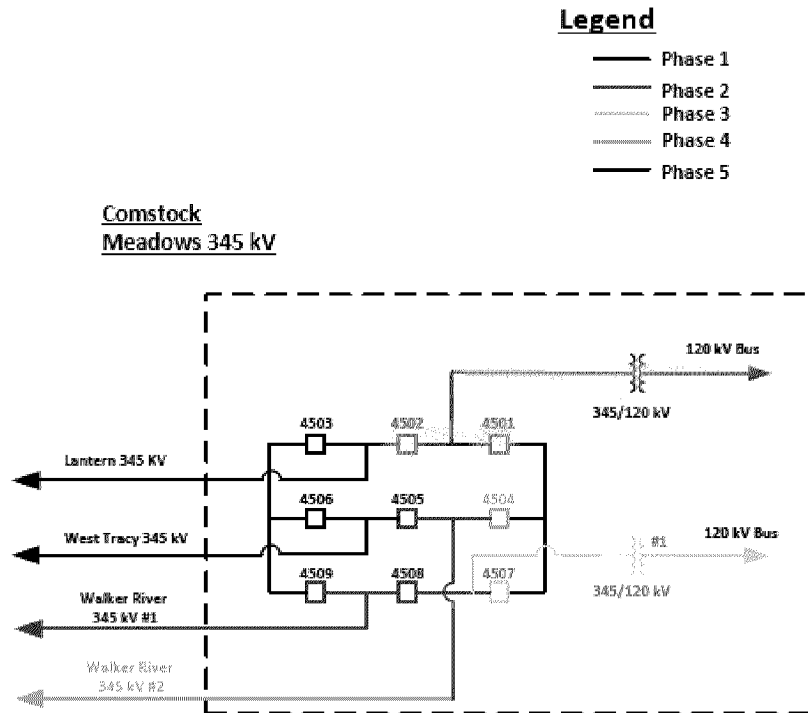 Legend
Phase 1
Phase 2
Phase 3
Phase 4
Phase 5
Comstock
Meadows 345 kV
120 kV Bus
345/120 kV
4503
4502
4501
Lantern 345 KV
4506
4505
4504
West Tracy 345 kV
#1
120 kV Bus
4509
4508
4507
345/120 kV
Walker River
345 kV #1
Walker River
345 kV #2